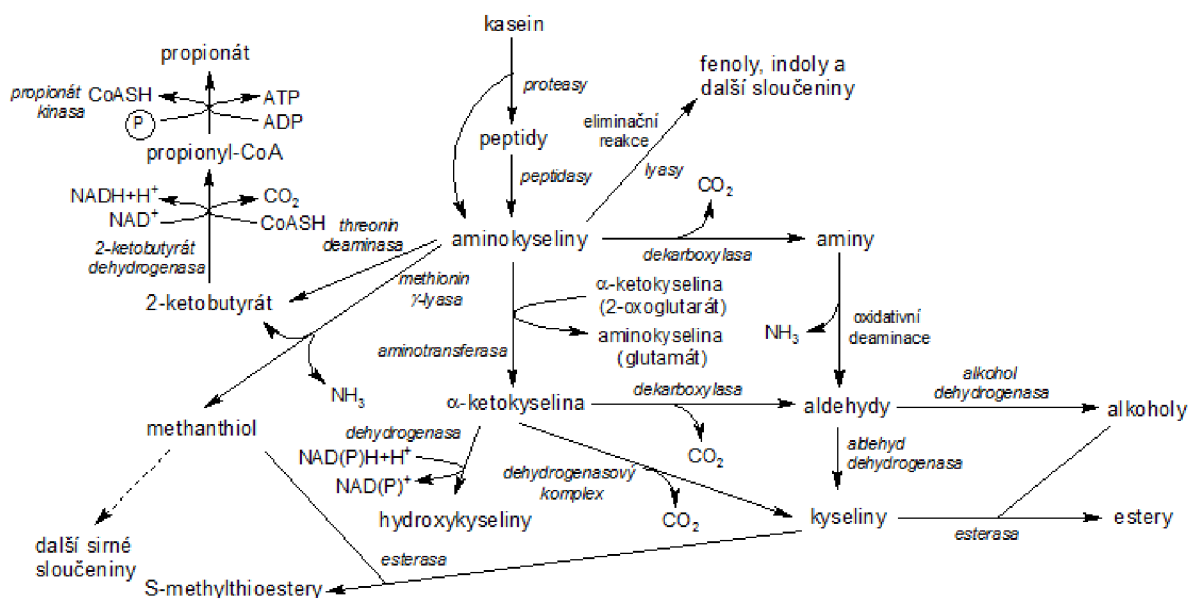 kasein
propionát
fenoly, indoly a
další sloučeniny
propionát
kinasa
CoASH
ATP
proteasy
P
ADP
eliminační
reakce
propionyl-CoA
peptidy
lyasy
CO2
NADH+H+
CO2
peptidasy
NAD+
CoASH
threonin
deaminasa
aminokyseliny
dekarboxylasa
aminy
2-ketobutyrát
dehydrogenasa
methionin
γ-lyasa
α-ketokyselina
(2-oxoglutarát)
2-ketobutyrát
NH3
oxidativní
deaminace
aminokyselina
(glutamát)
aminotransferasa
NH3
dekarboxylasa
alkohol
dehydrogenasa
α-ketokyselina
aldehydy
alkoholy
methanthiol
dehydrogenasa
CO2
aldehyd
dehydrogenasa
NAD(P)H+H+
NAD(P)+
dehydrogenasový
komplex
hydroxykyseliny
CO2
kyseliny
esterasa
estery
další sirné
sloučeniny
esterasa
S-methylthioestery